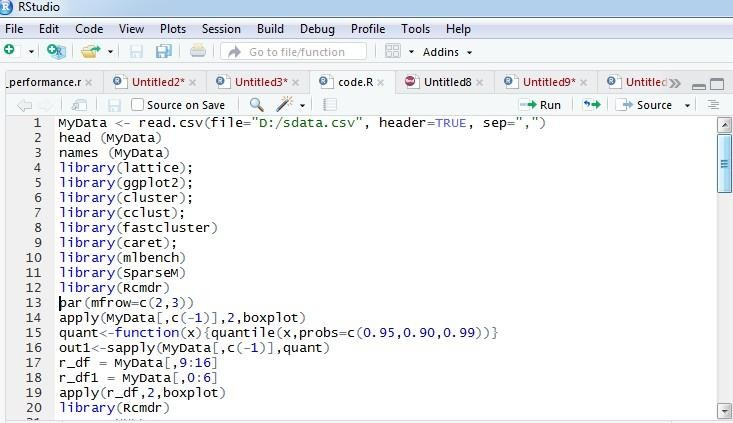 RStudio
File Edit Code View Plots Session Build Debug Profile Tools Help
Go to file/function Addins
_performance.r Untitled2* Untitled3* code.R Untitled8 Untitled9* Untitled
Source on Save Run Source
1 MyData <- read.csv(file="D:/sdata.csv", header=TRUE, sep=",")
2 head (MyData)
3 names (MyData)
4 library(lattice);
5 library(ggplot2);
6 library(cluster);
7 library(cclust);
8 library(fastcluster)
9 library(caret);
10 library(mlbench)
11 library(SparseM)
12 library(Rcmdr)
13 par(mfrow=c(2,3))
14 apply(MyData[,c(-1)],2,boxplot)
15 quant<-function(x){quantile(x,probs=c(0.95,0.90,0.99))}
16 out1<-sapply(MyData[,c(-1)],quant)
17 r_df = MyData[,9:16]
18 r_df1 = MyData[,0:6]
19 apply(r_df,2,boxplot)
20 library(Rcmdr)